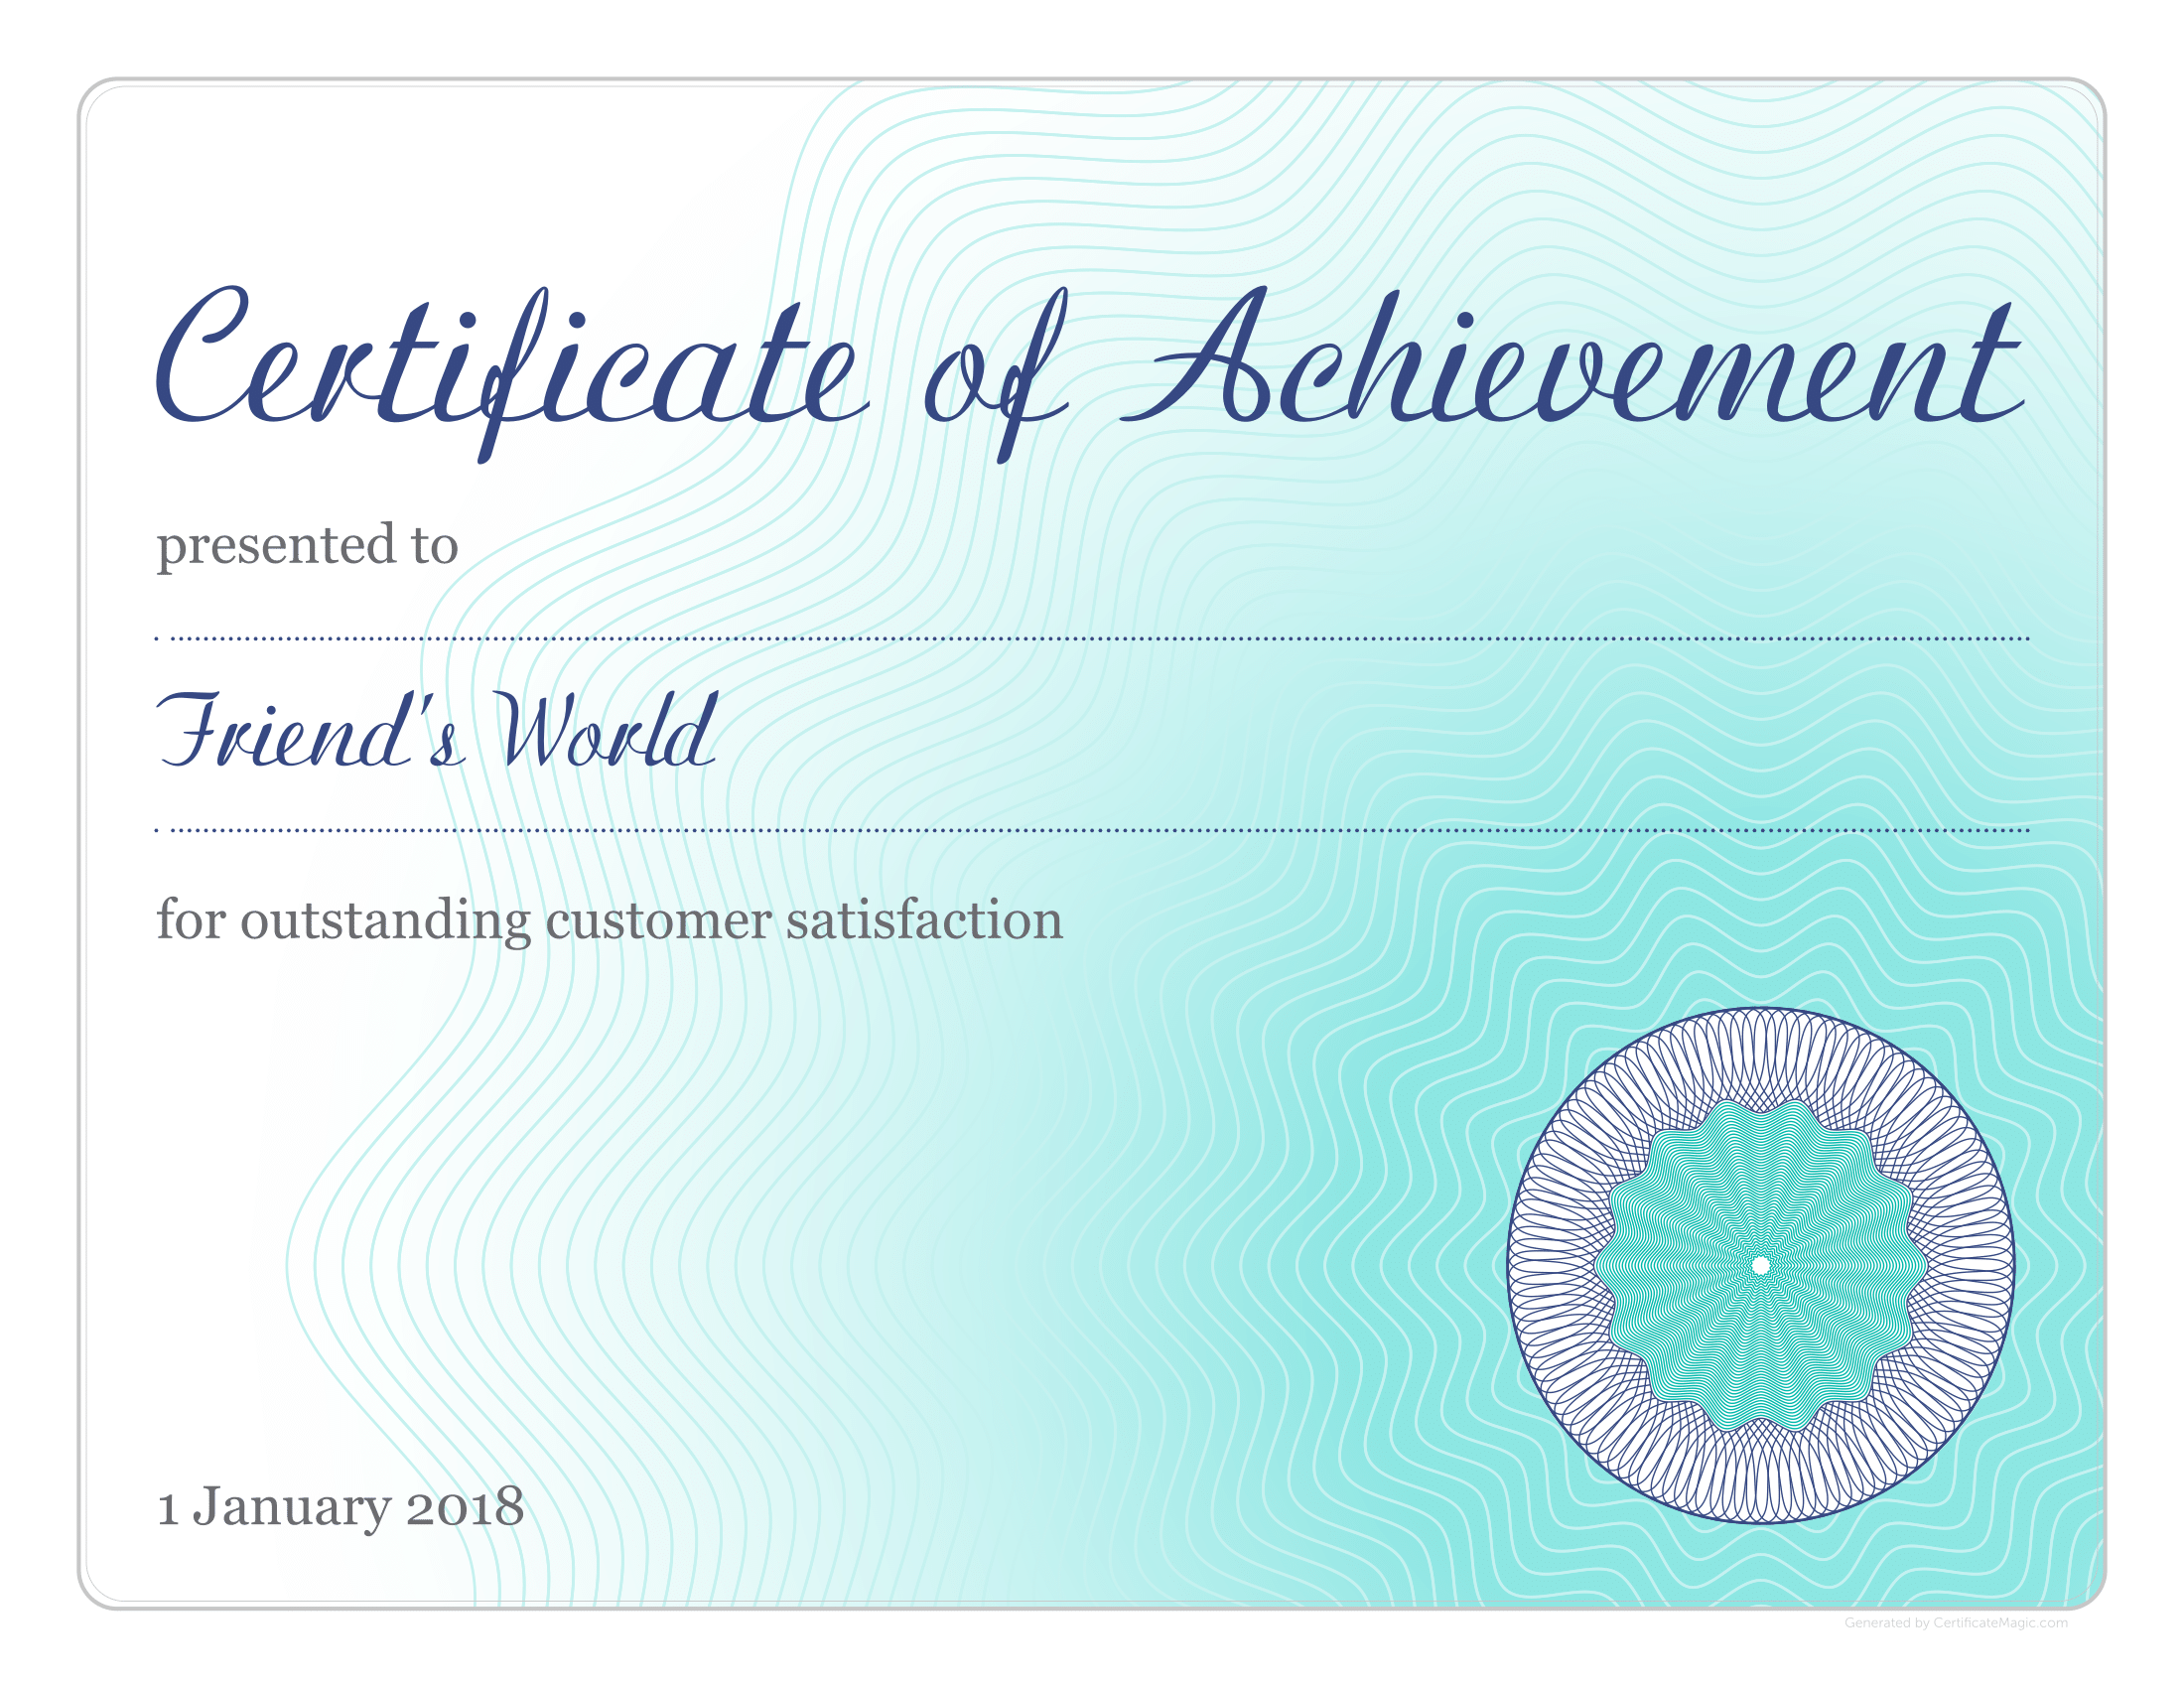 Certificate of Achievement
presented to
Friend's World
for outstanding customer satisfaction
1 January 2018
Generated by CertificateMagic.com